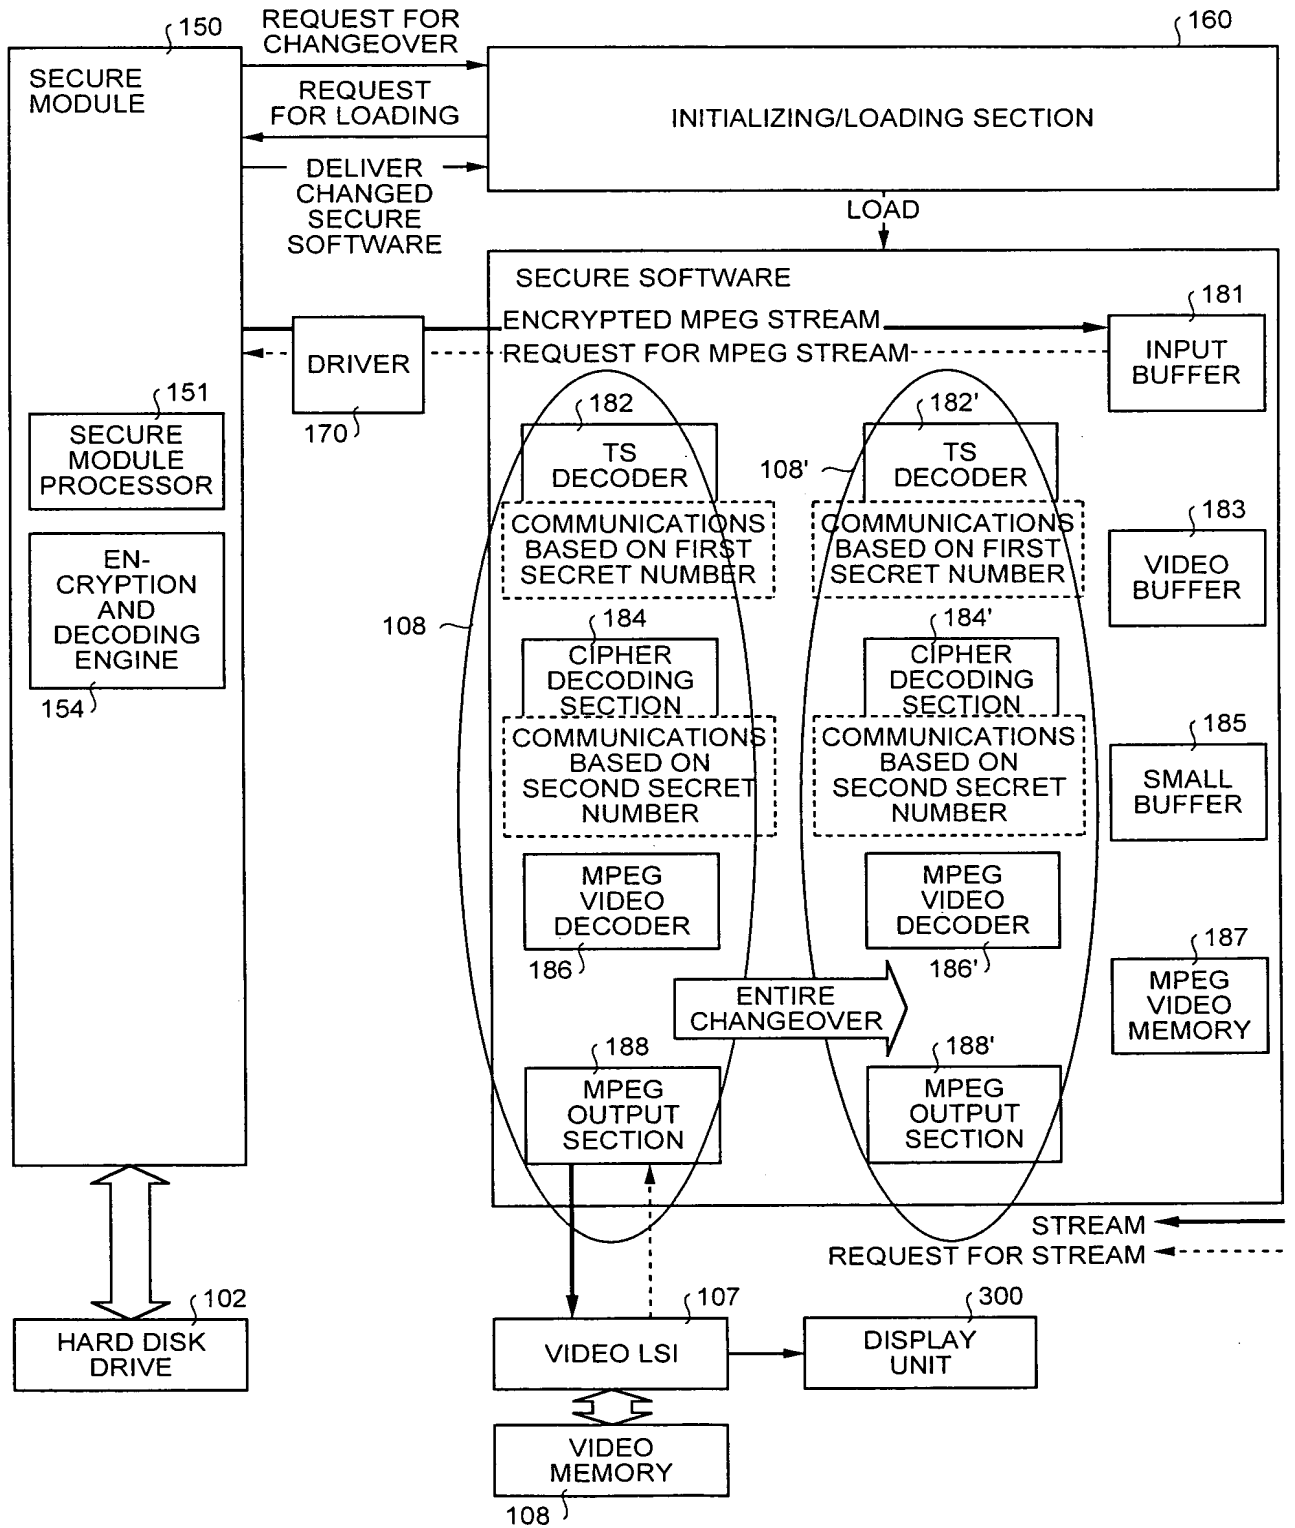 150
REQUEST FOR
CHANGEOVER
160
SECURE
MODULE
REQUEST
FOR LOADING
INITIALIZING/LOADING SECTION
DELIVER
CHANGED
SECURE
SOFTWARE
LOAD
SECURE SOFTWARE
181
ENCRYPTED MPEG STREAM
REQUEST FOR MPEG STREAM
INPUT
BUFFER
DRIVER
170
151
SECURE
MODULE
PROCESSOR
182
TS
DECODER
182'
TS
DECODER
108'
COMMUNICATIONS
BASED ON FIRST
SECRET NUMBER
COMMUNICATIONS
BASED ON FIRST
SECRET NUMBER
183
VIDEO
BUFFER
EN-
CRYPTION
AND
DECODING
ENGINE
154
108
184
CIPHER
DECODING
SECTION
184'
CIPHER
DECODING
SECTION
COMMUNICATIONS
BASED ON
SECOND SECRET
NUMBER
COMMUNICATIONS
BASED ON
SECOND SECRET
NUMBER
185
SMALL
BUFFER
MPEG
VIDEO
DECODER
186
MPEG
VIDEO
DECODER
186'
187
MPEG
VIDEO
MEMORY
ENTIRE
CHANGEOVER
188
MPEG
OUTPUT
SECTION
188'
MPEG
OUTPUT
SECTION
STREAM
REQUEST FOR STREAM
102
HARD DISK
DRIVE
107
VIDEO LSI
300
DISPLAY
UNIT
VIDEO
MEMORY
108